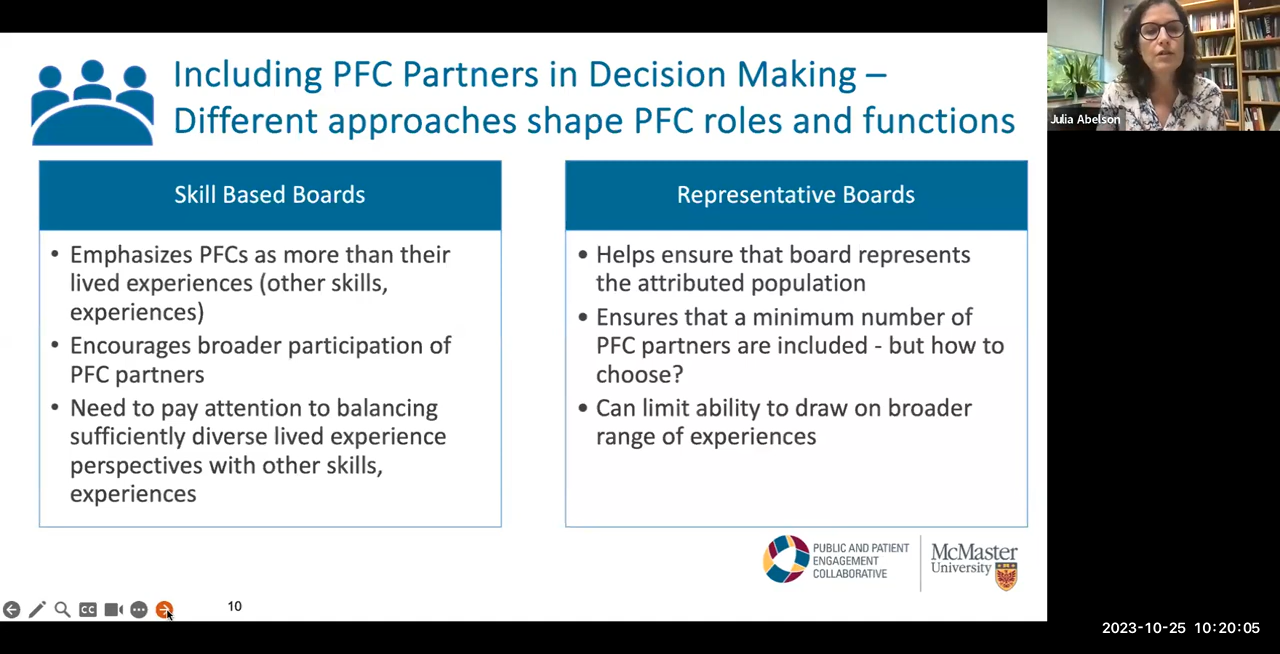 Including PFC Partners in Decision Making –
Different approaches shape PFC roles and functions
Skill Based Boards
• Emphasizes PFCs as more than their
lived experiences (other skills,
experiences)
• Encourages broader participation of
PFC partners
• Need to pay attention to balancing
sufficiently diverse lived experience
perspectives with other skills,
experiences
Representative Boards
• Helps ensure that board represents
the attributed population
• Ensures that a minimum number of
PFC partners are included - but how to
choose?
• Can limit ability to draw on broader
range of experiences
PUBLIC AND PATIENT
ENGAGEMENT
COLLABORATIVE
McMaster
University
CC
10
Julia Abelson
2023-10-25 10:20:05